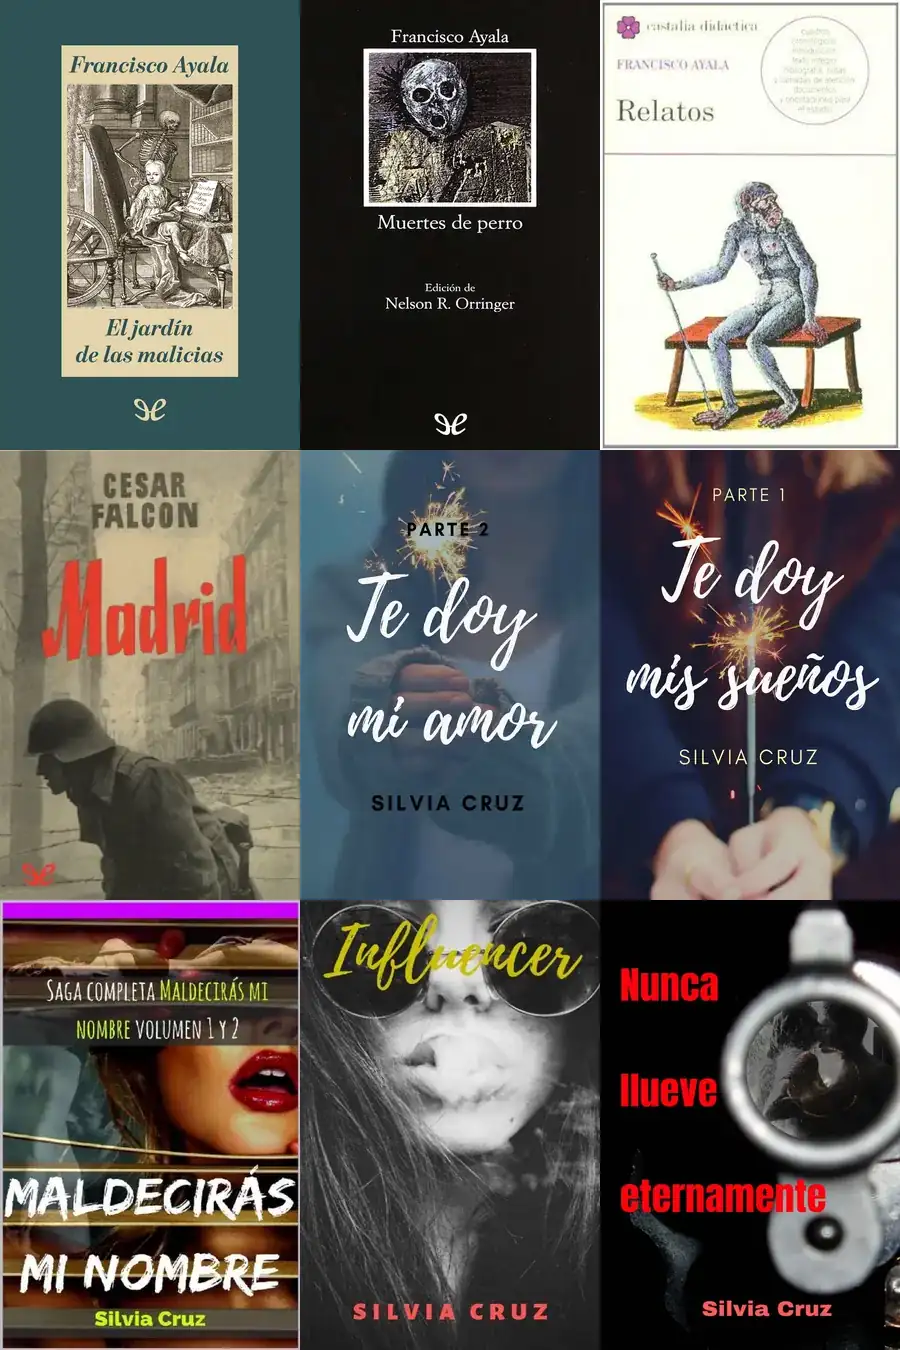 Francisco Ayala
El jardín
de las malicias
Francisco Ayala
Muertes de perro
Edición de
Nelson R. Orringer
castalia didáctica
FRANCISCO AYALA
Relatos
CESAR
FALCON
Madrid
PARTE 2
Te doy
mi amor
SILVIA CRUZ
PARTE 1
Te doy
mis sueños
SILVIA CRUZ
SAGA COMPLETA MALDECIRÁS MI
NOMBRE VOLUMEN 1 Y 2
MALDECIRÁS
MI NOMBRE
Silvia Cruz
Influencer
SILVIA CRUZ
Nunca
llueve
eternamente
Silvia Cruz